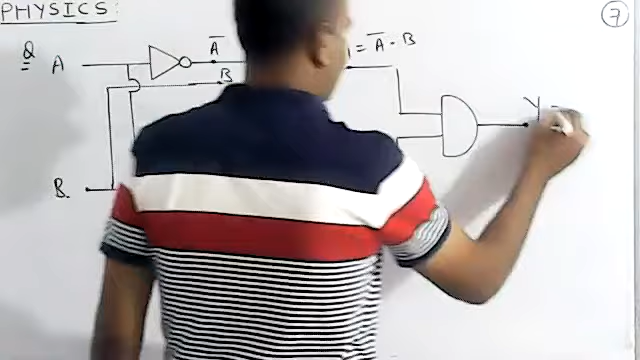 PHYSICS:
7
Q A
A̅
B
= A̅ · B
Y =
B.